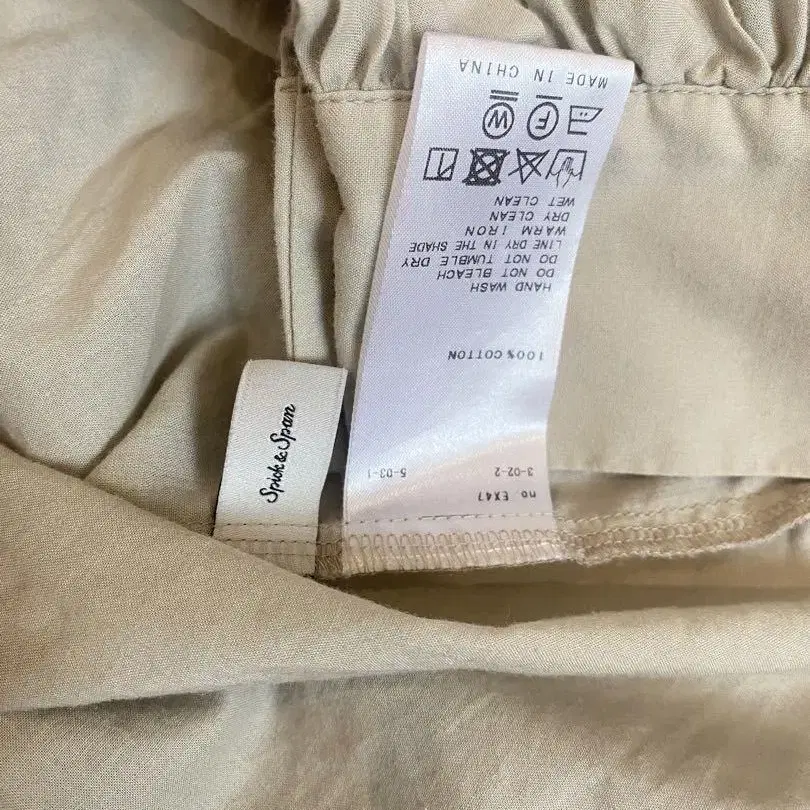 no EX47
3-02-2 5-03-1
100% COTTON
HAND WASH
DO NOT BLEACH
DO NOT TUMBLE DRY
LINE DRY IN THE SHADE
WARM IRON
DRY CLEAN
WET CLEAN
F W
MADE IN CHINA
Spick & Span